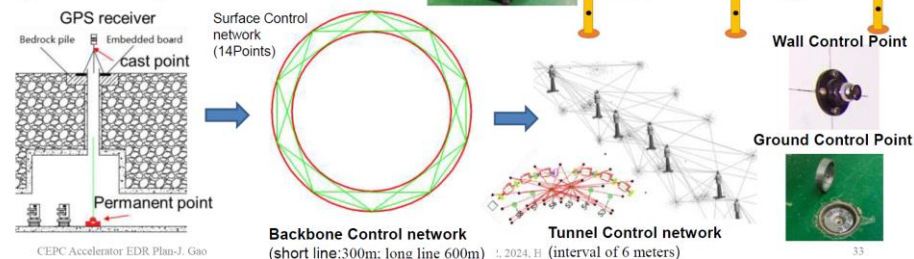 GPS receiver
Bedrock pile
Embedded board
cast point
Permanent point
Surface Control
network
(14Points)
Backbone Control network
(short line:300m; long line 600m)
Tunnel Control network
(interval of 6 meters)
Wall Control Point
Ground Control Point
CEPC Accelerator EDR Plan-J. Gao
2, 2024, H
33